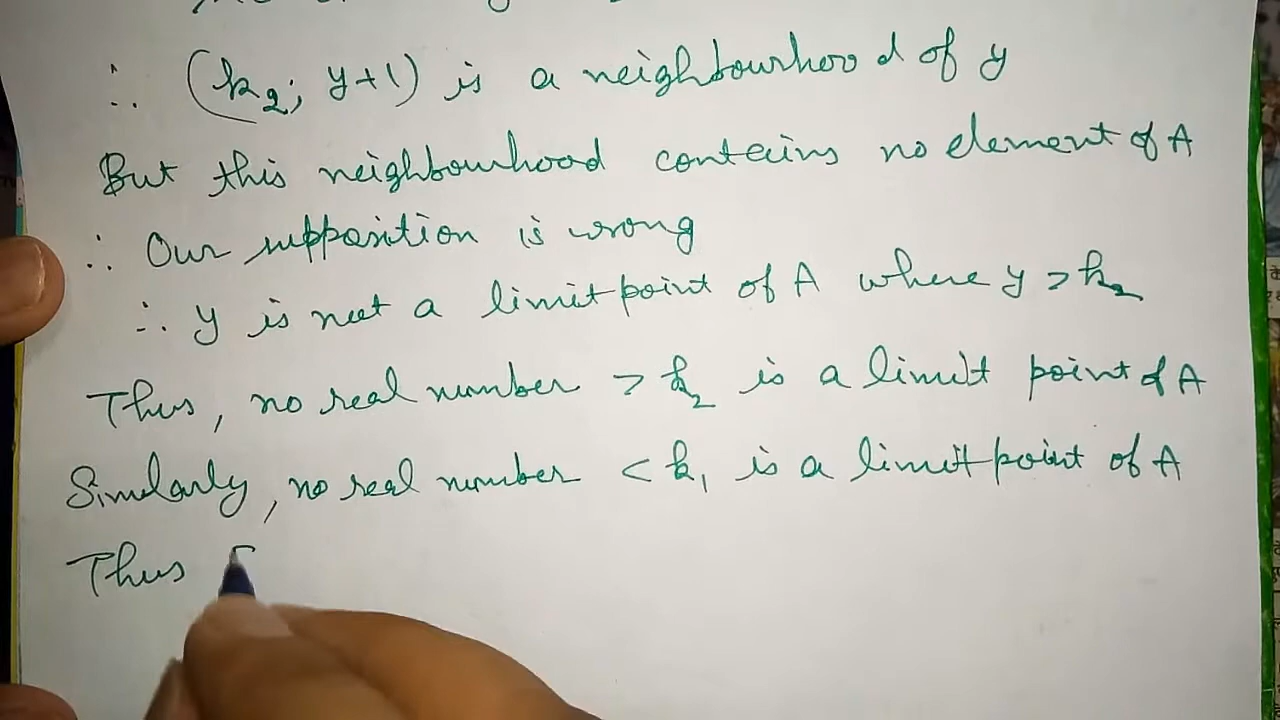 ∴ (k₂, y+1) is a neighbourhood of y
But this neighbourhood contains no element of A
∴ Our supposition is wrong
∴ y is not a limit point of A where y > k₂
Thus, no real number > k₂ is a limit point of A
Similarly, no real number < k₁ is a limit point of A
Thus